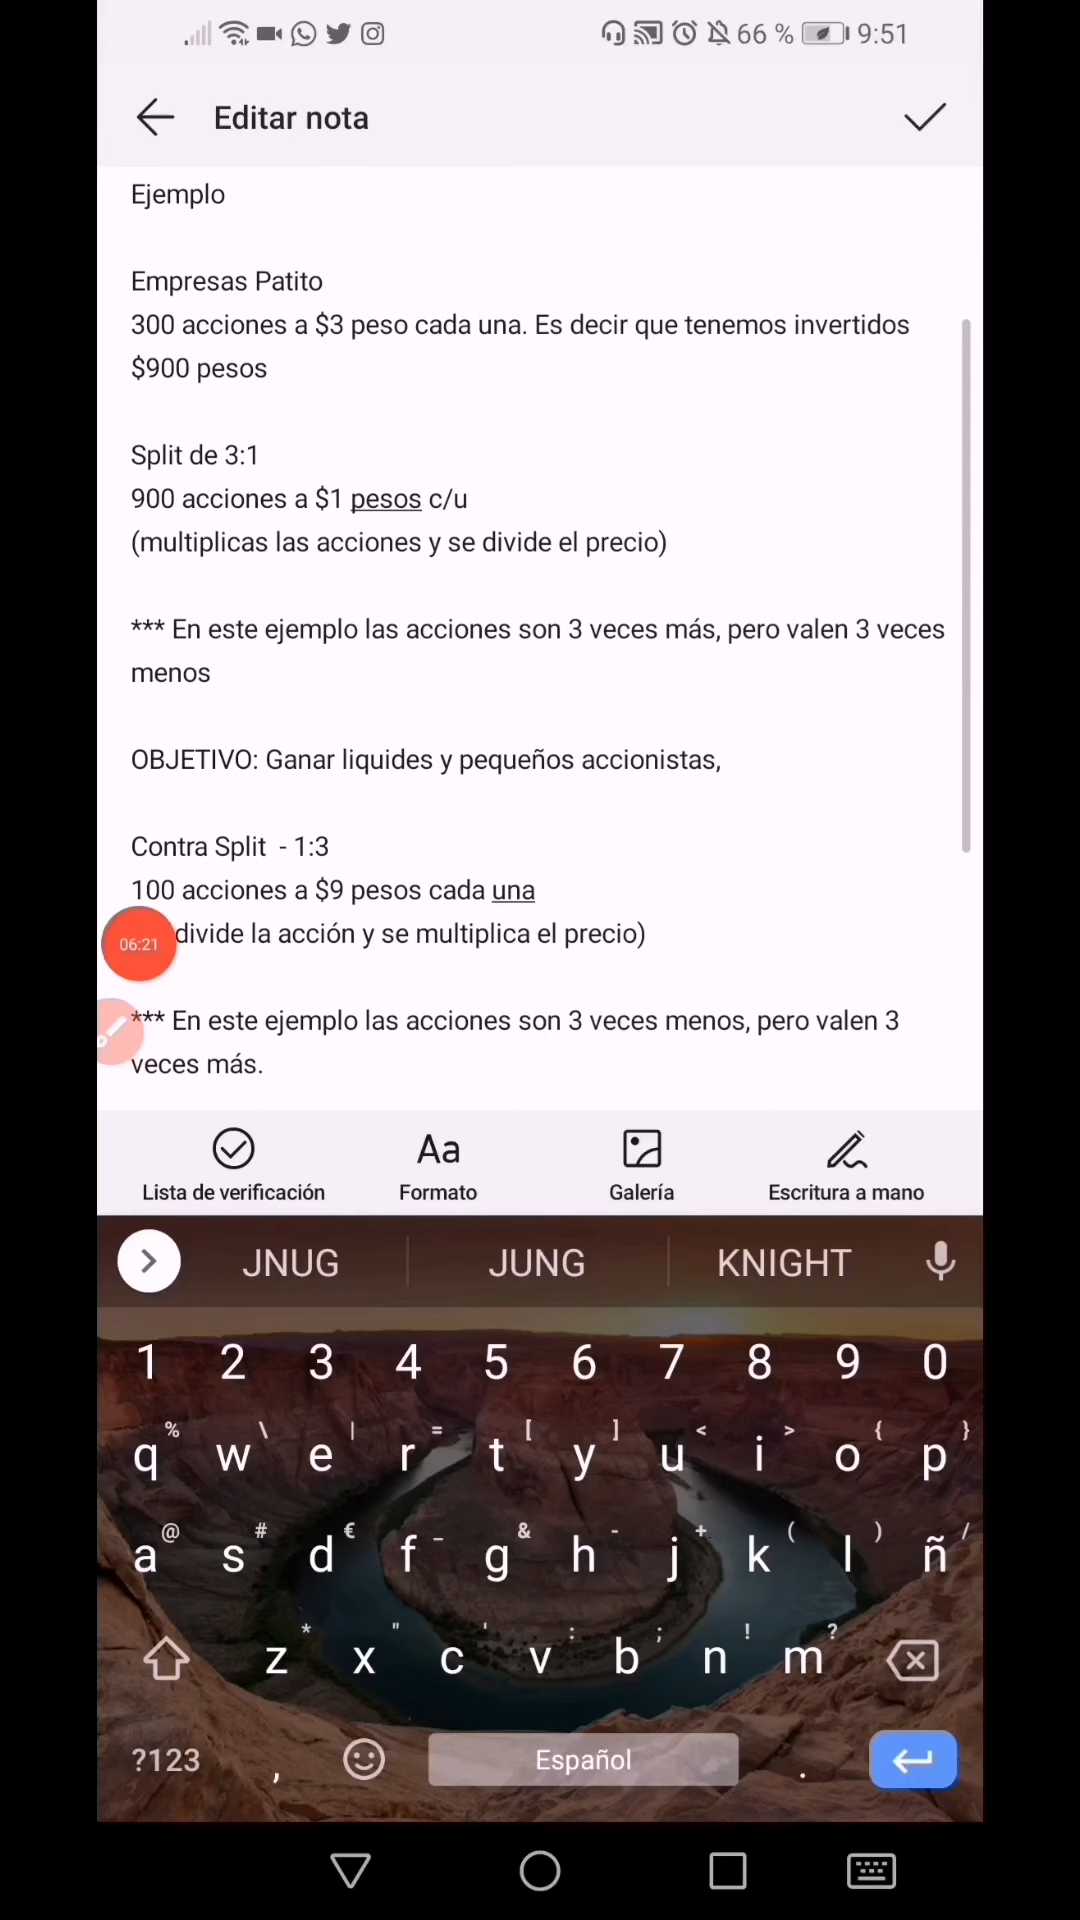 66 % 9:51
Editar nota
Ejemplo
Empresas Patito
300 acciones a $3 peso cada una. Es decir que tenemos invertidos
$900 pesos
Split de 3:1
900 acciones a $1 pesos c/u
(multiplicas las acciones y se divide el precio)
*** En este ejemplo las acciones son 3 veces más, pero valen 3 veces
menos
OBJETIVO: Ganar liquides y pequeños accionistas,
Contra Split - 1:3
100 acciones a $9 pesos cada una
06:21 divide la acción y se multiplica el precio)
*** En este ejemplo las acciones son 3 veces menos, pero valen 3
veces más.
Aa
Lista de verificación Formato Galería Escritura a mano
JNUG JUNG KNIGHT
1 2 3 4 5 6 7 8 9 0
% \ | = [ ] < > { }
q w e r t y u i o p
@ # € _ & - + ( ) /
a s d f g h j k l ñ
* " ' : ; ! ?
z x c v b n m
?123 , Español .